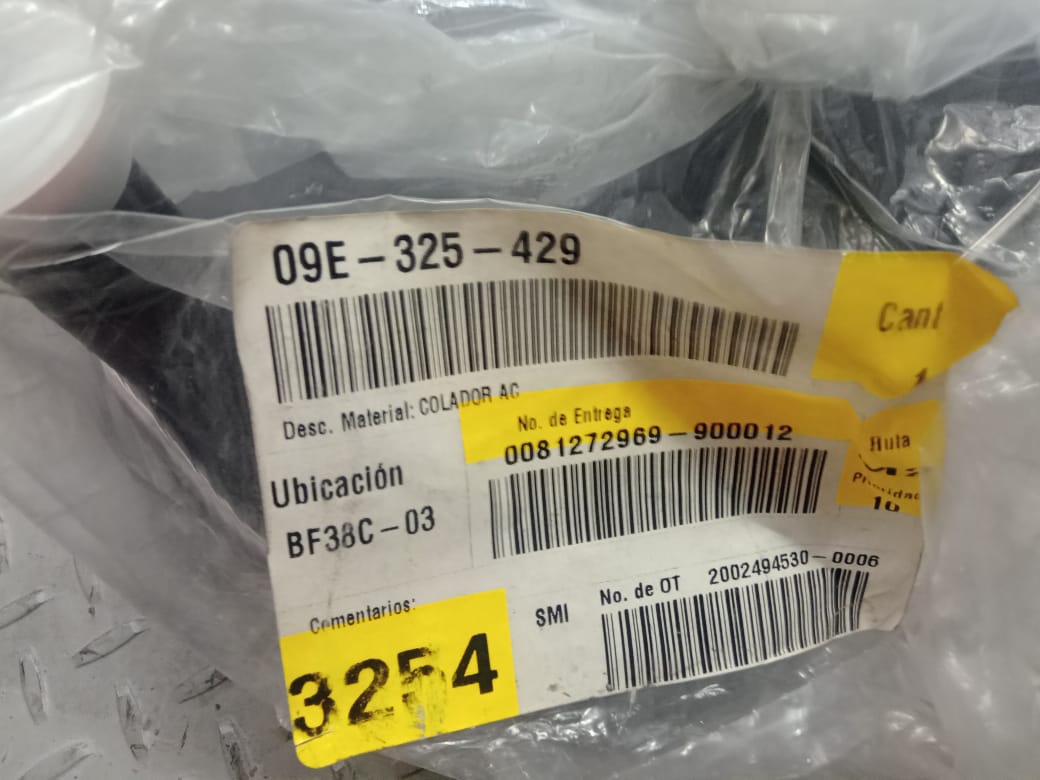 09E-325-429
Cant
1
Desc. Material: COLADOR AC
No. de Entrega
0081272969-900012
Ruta
Ubicación
BF38C-03
10
No. de OT 2002494530-0006
SMI
Comentarios:
3254